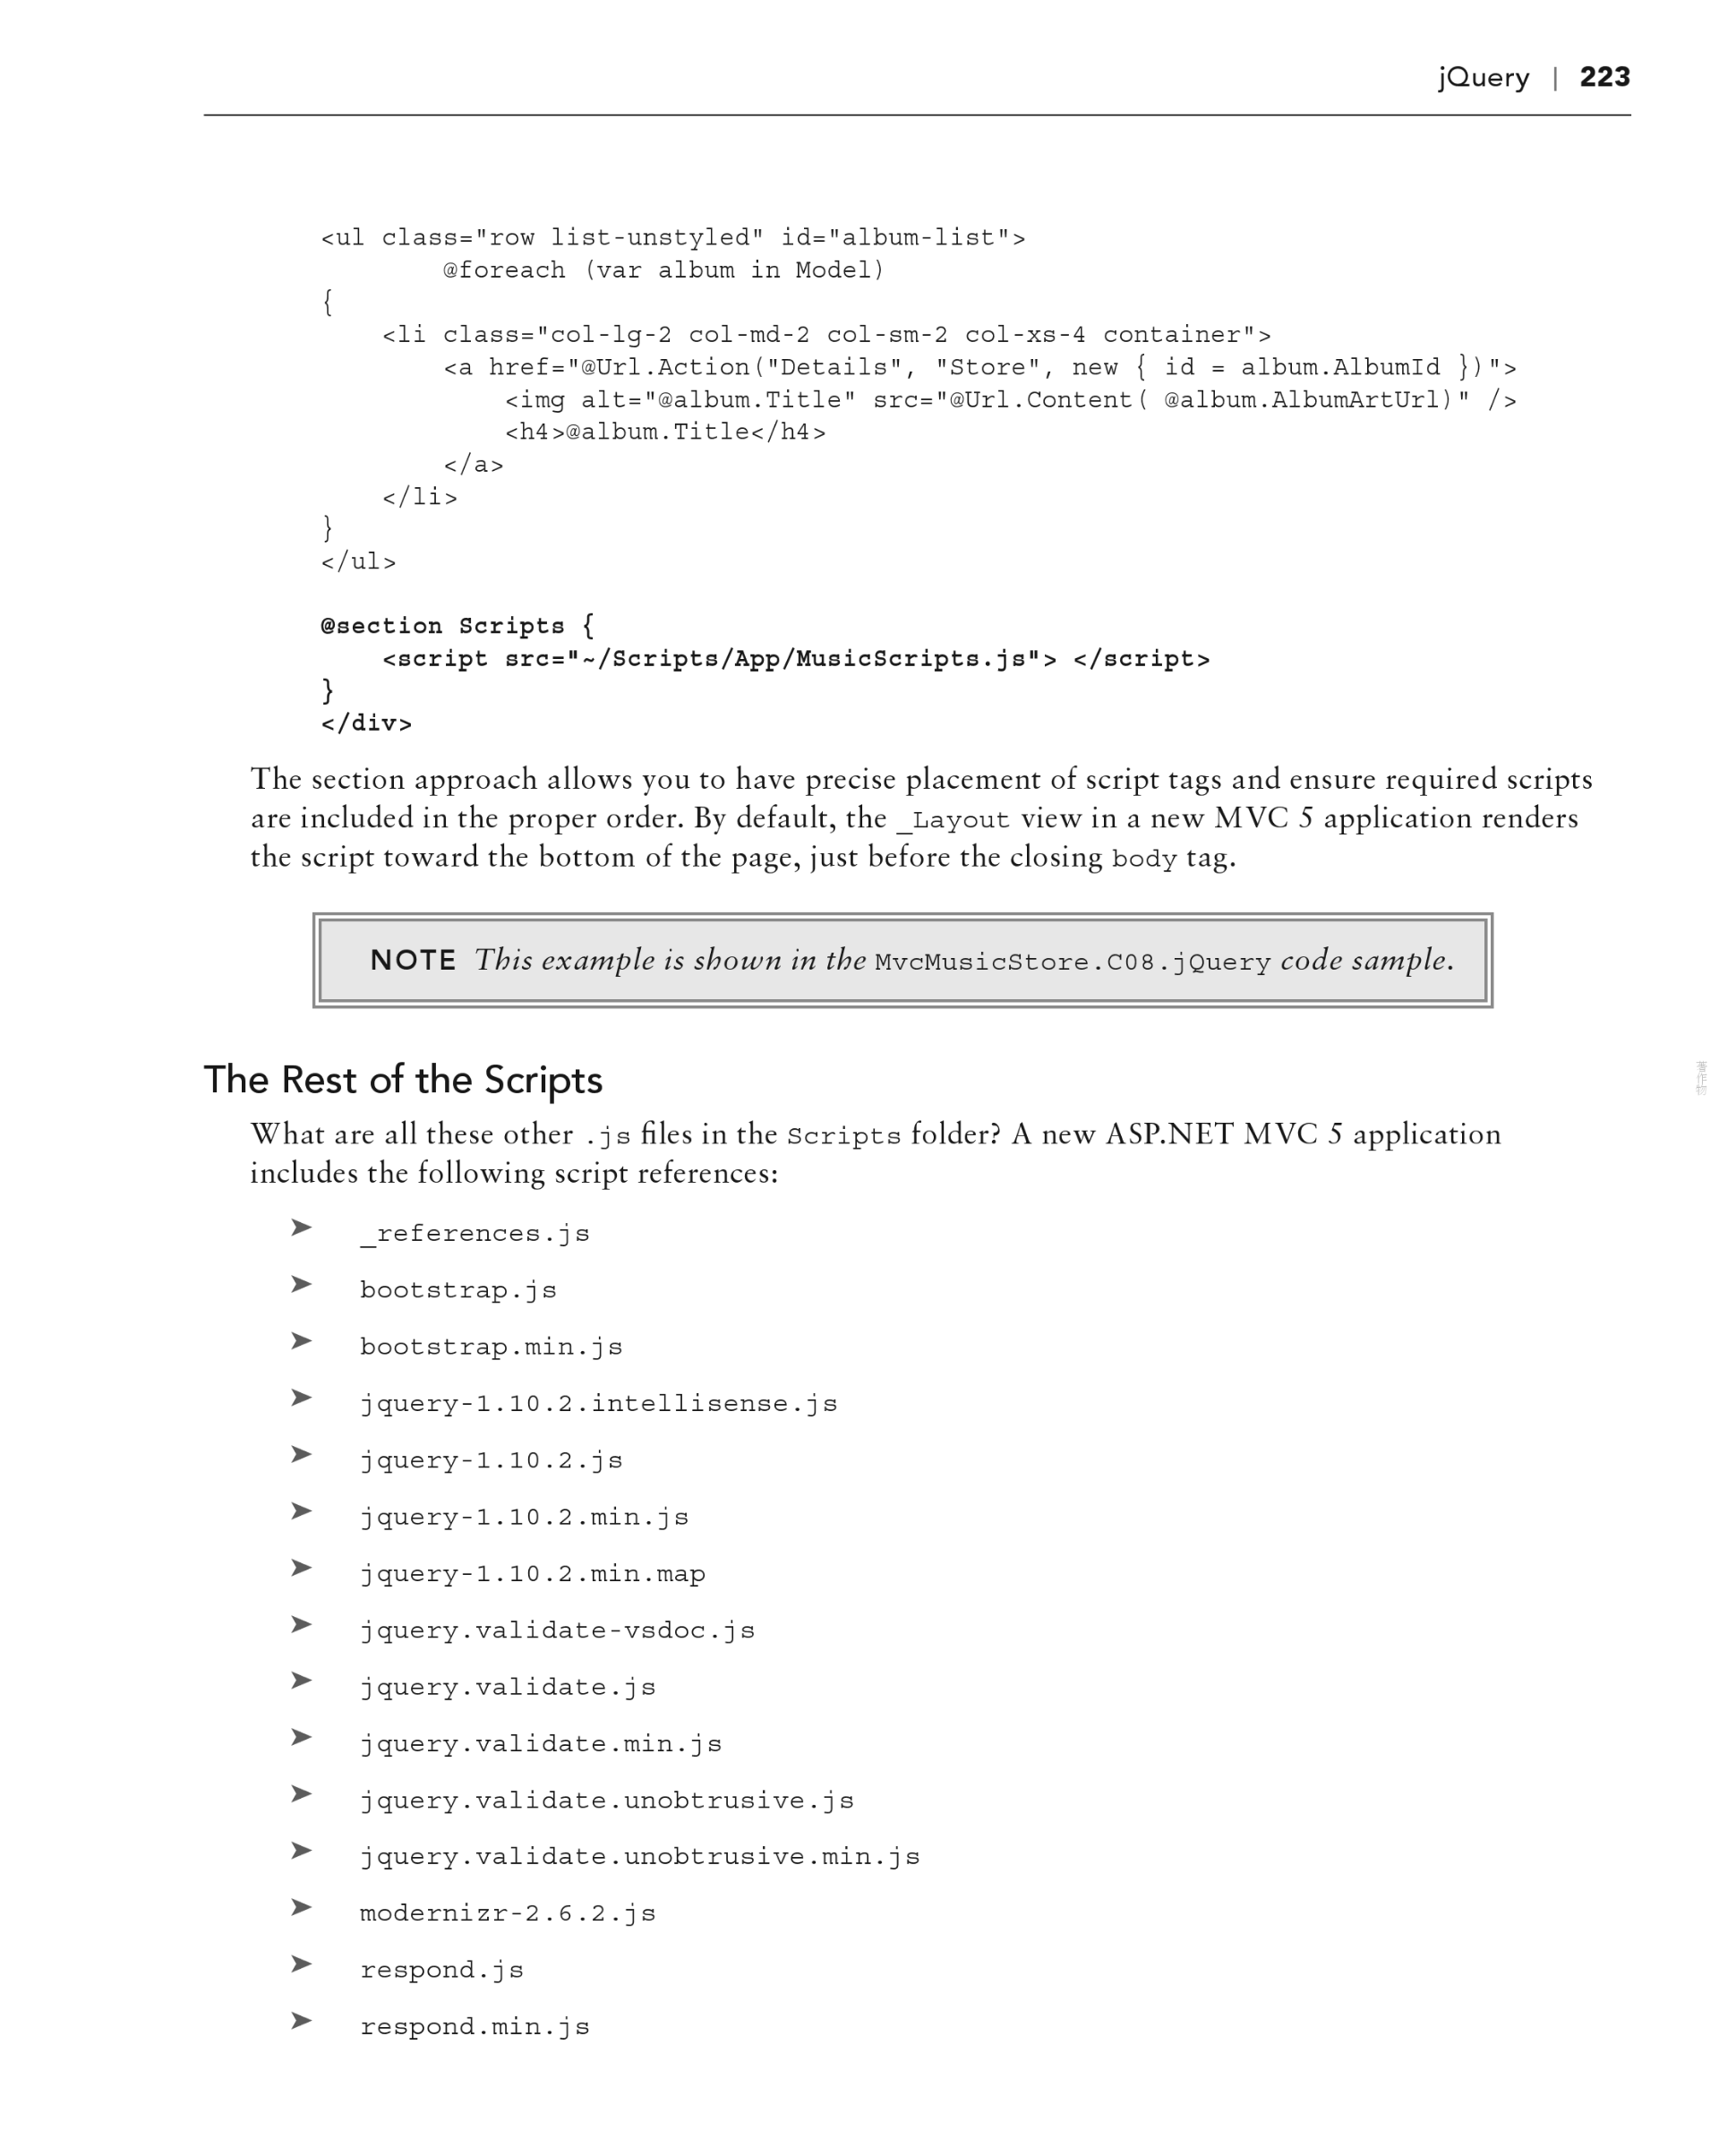 jQuery | 223
<ul class="row list-unstyled" id="album-list">
        @foreach (var album in Model)
{
    <li class="col-lg-2 col-md-2 col-sm-2 col-xs-4 container">
        <a href="@Url.Action("Details", "Store", new { id = album.AlbumId })">
            <img alt="@album.Title" src="@Url.Content( @album.AlbumArtUrl)" />
            <h4>@album.Title</h4>
        </a>
    </li>
}
</ul>
@section Scripts {
    <script src="~/Scripts/App/MusicScripts.js"> </script>
}
</div>
The section approach allows you to have precise placement of script tags and ensure required scripts
are included in the proper order. By default, the _Layout view in a new MVC 5 application renders
the script toward the bottom of the page, just before the closing body tag.
NOTE This example is shown in the MvcMusicStore.C08.jQuery code sample.
The Rest of the Scripts
What are all these other .js files in the Scripts folder? A new ASP.NET MVC 5 application
includes the following script references:
➤ _references.js
➤ bootstrap.js
➤ bootstrap.min.js
➤ jquery-1.10.2.intellisense.js
➤ jquery-1.10.2.js
➤ jquery-1.10.2.min.js
➤ jquery-1.10.2.min.map
➤ jquery.validate-vsdoc.js
➤ jquery.validate.js
➤ jquery.validate.min.js
➤ jquery.validate.unobtrusive.js
➤ jquery.validate.unobtrusive.min.js
➤ modernizr-2.6.2.js
➤ respond.js
➤ respond.min.js
著作物